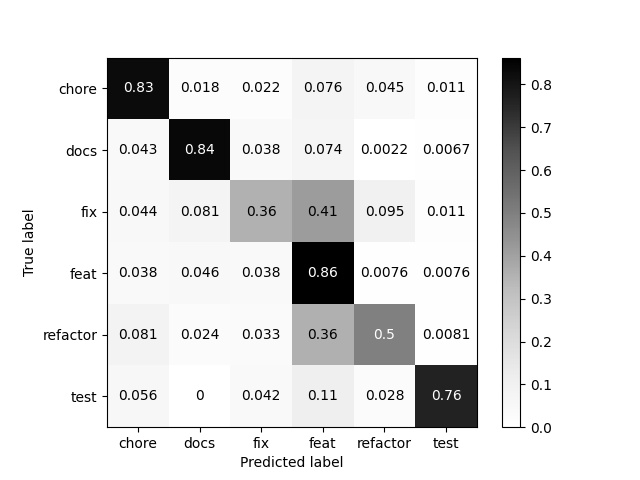 chore 0.83 0.018 0.022 0.076 0.045 0.011
docs 0.043 0.84 0.038 0.074 0.0022 0.0067
fix 0.044 0.081 0.36 0.41 0.095 0.011
feat 0.038 0.046 0.038 0.86 0.0076 0.0076
refactor 0.081 0.024 0.033 0.36 0.5 0.0081
test 0.056 0 0.042 0.11 0.028 0.76
chore docs fix feat refactor test
Predicted label
True label
0.8
0.7
0.6
0.5
0.4
0.3
0.2
0.1
0.0